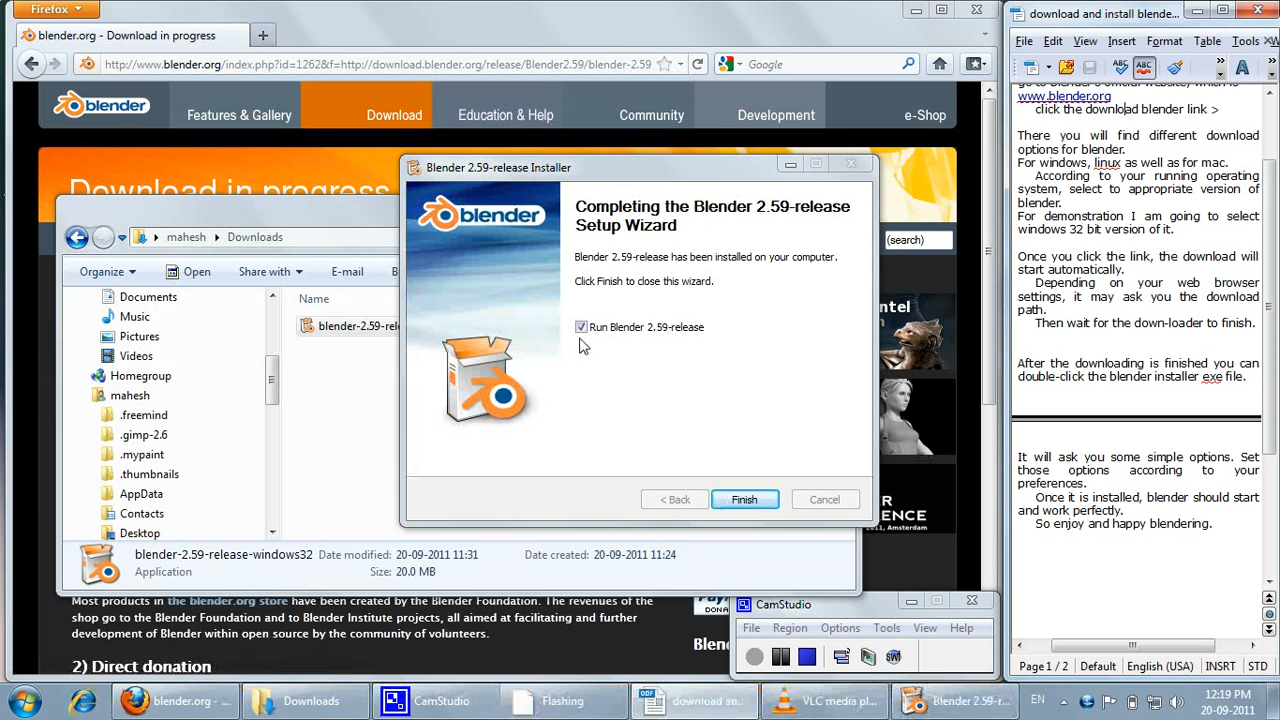 Firefox
blender.org - Download in progress
http://www.blender.org/index.php?id=1262&f=http://download.blender.org/release/Blender2.59/blender-2.59
Google
blender
Features & Gallery
Download
Education & Help
Community
Development
e-Shop
Download in progress
(search)
mahesh
Downloads
Organize
Open
Share with
E-mail
B
Documents
Music
Pictures
Videos
Homegroup
mahesh
.freemind
.gimp-2.6
.mypaint
.thumbnails
AppData
Contacts
Desktop
Name
blender-2.59-rele
blender-2.59-release-windows32
Date modified: 20-09-2011 11:31
Date created: 20-09-2011 11:24
Application
Size: 20.0 MB
Blender 2.59-release Installer
blender
Completing the Blender 2.59-release
Setup Wizard
Blender 2.59-release has been installed on your computer.
Click Finish to close this wizard.
Run Blender 2.59-release
< Back
Finish
Cancel
ntel
2011, Amsterdam
Most products in the blender.org store have been created by the Blender Foundation. The revenues of the
shop go to the Blender Foundation and to Blender Institute projects, all aimed at facilitating and further
development of Blender within open source by the community of volunteers.
2) Direct donation
DONA
Blen
CamStudio
File
Region
Options
Tools
View
Help
SWF
download and install blende...
File
Edit
View
Insert
Format
Table
Tools
www.blender.org
click the download blender link >
There you will find different download
options for blender.
For windows, linux as well as for mac.
According to your running operating
system, select to appropriate version of
blender.
For demonstration I am going to select
windows 32 bit version of it.
Once you click the link, the download will
start automatically.
Depending on your web browser
settings, it may ask you the download
path.
Then wait for the down-loader to finish.
After the downloading is finished you can
double-click the blender installer exe file.
It will ask you some simple options. Set
those options according to your
preferences.
Once it is installed, blender should start
and work perfectly.
So enjoy and happy blendering.
Page 1 / 2
Default
English (USA)
INSRT
STD
blender.org - ...
Downloads
CamStudio
Flashing
download an...
VLC media pl...
Blender 2.59-r...
EN
12:19 PM
20-09-2011